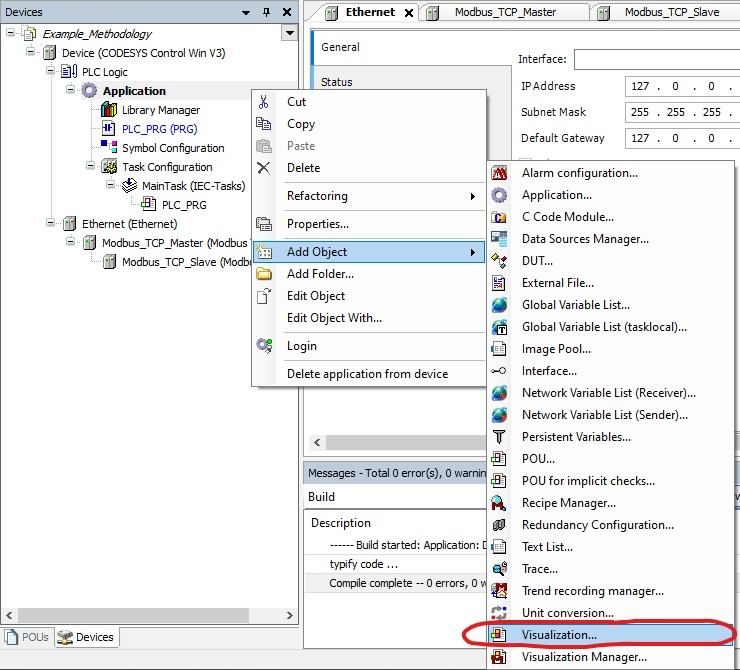 Devices
Example_Methodology
Device (CODESYS Control Win V3)
PLC Logic
Application
Library Manager
PLC_PRG (PRG)
Symbol Configuration
Task Configuration
MainTask (IEC-Tasks)
PLC_PRG
Ethernet (Ethernet)
Modbus_TCP_Master (Modbus
Modbus_TCP_Slave (Modbu
POUs
Devices
Ethernet
Modbus_TCP_Master
Modbus_TCP_Slave
General
Status
Interface:
IP Address
127 . 0 . 0 .
Subnet Mask
255 . 255 . 255 .
Default Gateway
127 . 0 . 0 .
Cut
Copy
Paste
Delete
Refactoring
Properties...
Add Object
Add Folder...
Edit Object
Edit Object With...
Login
Delete application from device
Alarm configuration...
Application...
C Code Module...
Data Sources Manager...
DUT...
External File...
Global Variable List...
Global Variable List (tasklocal)...
Image Pool...
Interface...
Network Variable List (Receiver)...
Network Variable List (Sender)...
Persistent Variables...
POU...
POU for implicit checks...
Recipe Manager...
Redundancy Configuration...
Text List...
Trace...
Trend recording manager...
Unit conversion...
Visualization...
Visualization Manager...
Messages - Total 0 error(s), 0 warnin
Build
Description
------ Build started: Application: D
typify code ...
Compile complete -- 0 errors, 0 w